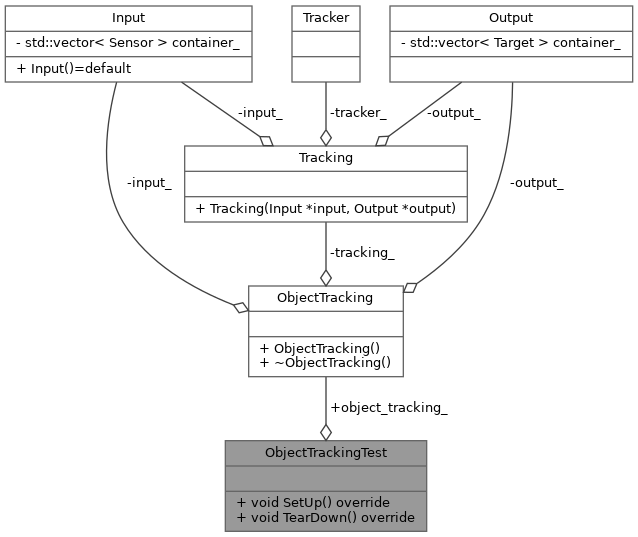 Input
- std::vector< Sensor > container_
+ Input()=default
Tracker
Output
- std::vector< Target > container_
-input_
-tracker_
-output_
Tracking
+ Tracking(Input *input, Output *output)
-input_
-output_
-tracking_
ObjectTracking
+ ObjectTracking()
+ ~ObjectTracking()
+object_tracking_
ObjectTrackingTest
+ void SetUp() override
+ void TearDown() override